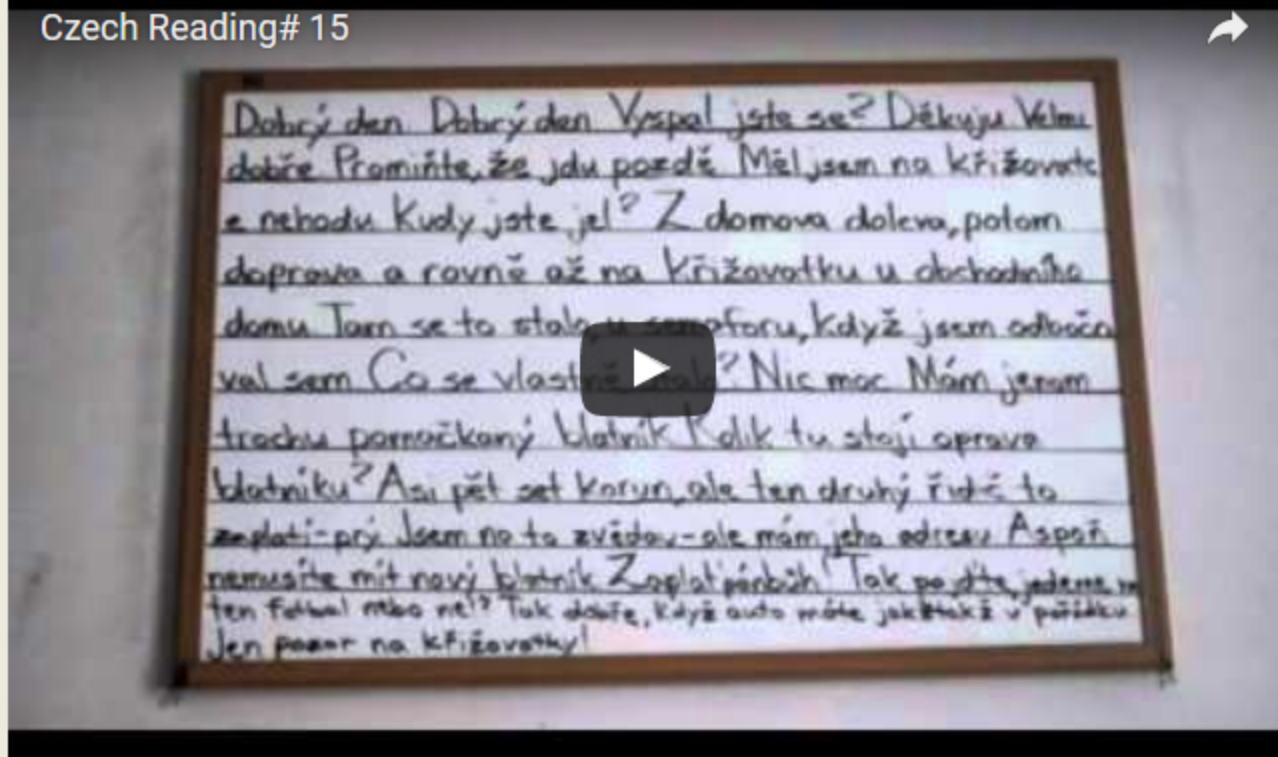 Czech Reading# 15
Dobrý den Dobrý den Vyspal jste se? Děkuju Velmi
dobře Promiňte, že jdu pozdě Měl jsem na křižovatc
e nehodu Kudy jste jel? Z domova doleva, potom
doprava a rovně až na křižovatku u obchodního
domu Tam se to stalo, u semaforu, když jsem odbočo
val sem Co se vlastně stalo? Nic moc Mám jenom
trochu pomačkaný blatník Kolik tu stojí oprava
blatníku? Asi pět set korun, ale ten druhý řidič to
zaplatí-prý Jsem na to zvědav-ale mám jeho adresu Aspoň
nemusíte mít nový blatník Zaplať pánbůh! Tak pojďte, jedeme na
ten fotbal nebo ne!? Tak dobře, když auto máte jakžtakž v pořádku
Jen pozor na křižovatky!